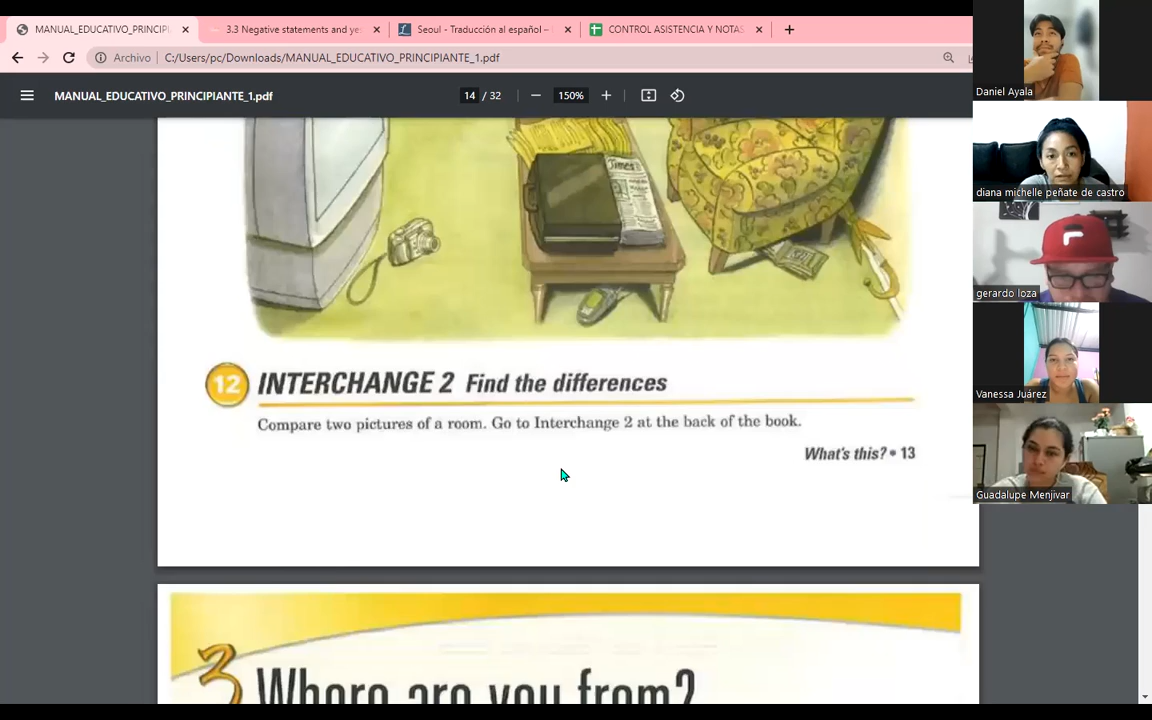 MANUAL_EDUCATIVO_PRINCIPI
3.3 Negative statements and ye
Seoul - Traducción al español –
CONTROL ASISTENCIA Y NOTAS
Archivo
C:/Users/pc/Downloads/MANUAL_EDUCATIVO_PRINCIPIANTE_1.pdf
MANUAL_EDUCATIVO_PRINCIPIANTE_1.pdf
14 / 32
150%
Times
12 INTERCHANGE 2 Find the differences
Compare two pictures of a room. Go to Interchange 2 at the back of the book.
What's this? • 13
3 Where are you from?
Daniel Ayala
diana michelle peñate de castro
gerardo loza
Vanessa Juárez
Guadalupe Menjivar